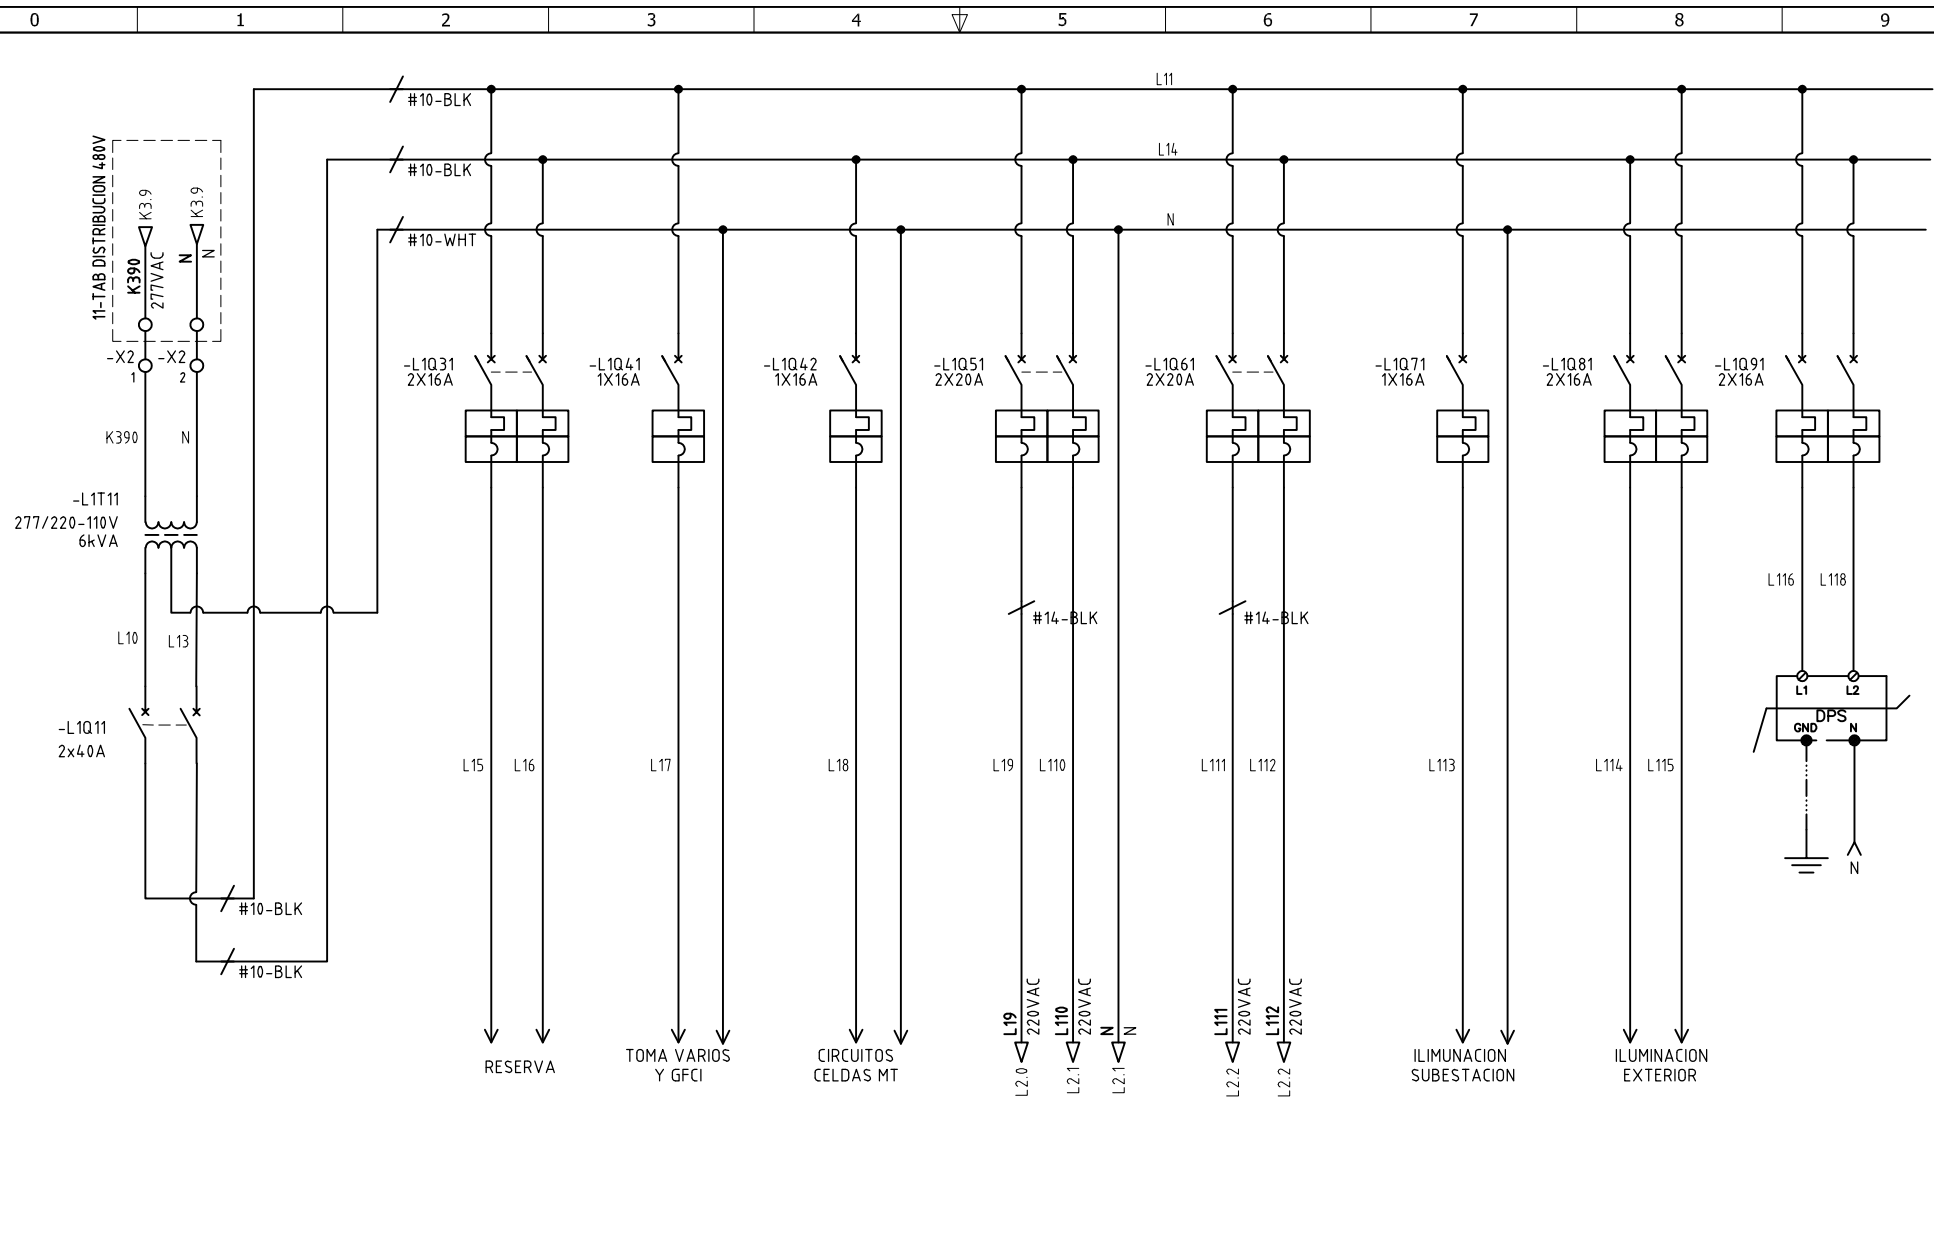 0 1 2 3 4 5 6 7 8 9
L11
#10-BLK
L14
#10-BLK
N
#10-WHT
11-TAB DISTRIBUCION 480V
K3.9
K3.9
K390
277VAC
N
N
-X2
1
-X2
2
K390
N
-L1T11
277/220-110V
6kVA
L10
L13
-L1Q11
2x40A
#10-BLK
#10-BLK
-L1Q31
2X16A
-L1Q41
1X16A
-L1Q42
1X16A
-L1Q51
2X20A
-L1Q61
2X20A
-L1Q71
1X16A
-L1Q81
2X16A
-L1Q91
2X16A
#14-BLK
#14-BLK
L116
L118
L1
L2
DPS
GND
N
N
L15
L16
L17
L18
L19
L110
L111
L112
L113
L114
L115
L19
220VAC
L110
220VAC
N
N
L111
220VAC
L112
220VAC
RESERVA
TOMA VARIOS
Y GFCI
CIRCUITOS
CELDAS MT
L2.0
L2.1
L2.1
L2.2
L2.2
ILIMUNACION
SUBESTACION
ILUMINACION
EXTERIOR